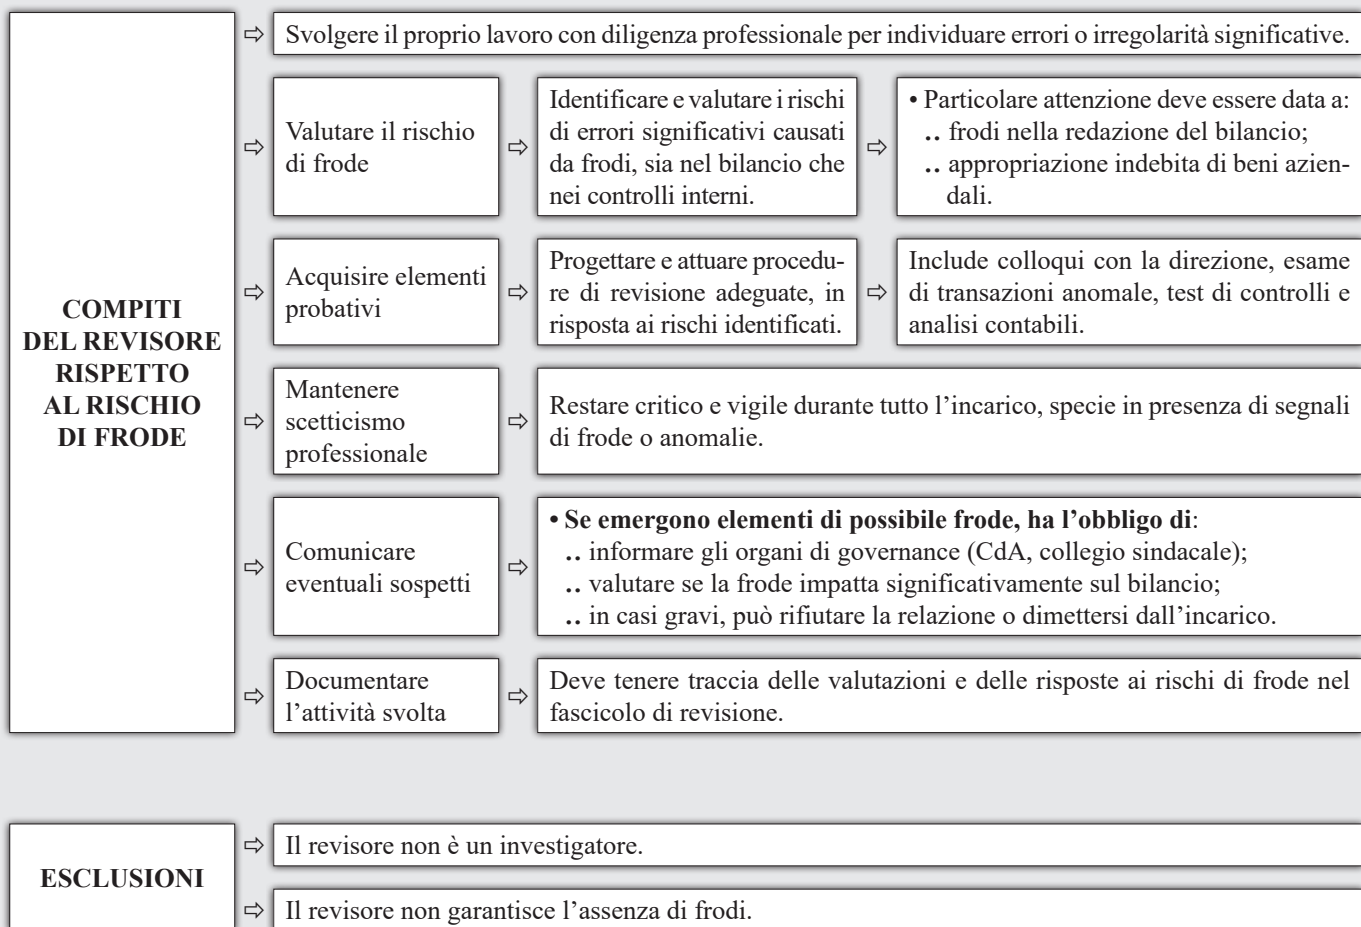 COMPITI
DEL REVISORE
RISPETTO
AL RISCHIO
DI FRODE
Svolgere il proprio lavoro con diligenza professionale per individuare errori o irregolarità significative.
Valutare il rischio
di frode
Identificare e valutare i rischi
di errori significativi causati
da frodi, sia nel bilancio che
nei controlli interni.
• Particolare attenzione deve essere data a:
.. frodi nella redazione del bilancio;
.. appropriazione indebita di beni azien-
dali.
Acquisire elementi
probativi
Progettare e attuare procedu-
re di revisione adeguate, in
risposta ai rischi identificati.
Include colloqui con la direzione, esame
di transazioni anomale, test di controlli e
analisi contabili.
Mantenere
scetticismo
professionale
Restare critico e vigile durante tutto l'incarico, specie in presenza di segnali
di frode o anomalie.
Comunicare
eventuali sospetti
• Se emergono elementi di possibile frode, ha l'obbligo di:
.. informare gli organi di governance (CdA, collegio sindacale);
.. valutare se la frode impatta significativamente sul bilancio;
.. in casi gravi, può rifiutare la relazione o dimettersi dall'incarico.
Documentare
l'attività svolta
Deve tenere traccia delle valutazioni e delle risposte ai rischi di frode nel
fascicolo di revisione.
ESCLUSIONI
Il revisore non è un investigatore.
Il revisore non garantisce l'assenza di frodi.